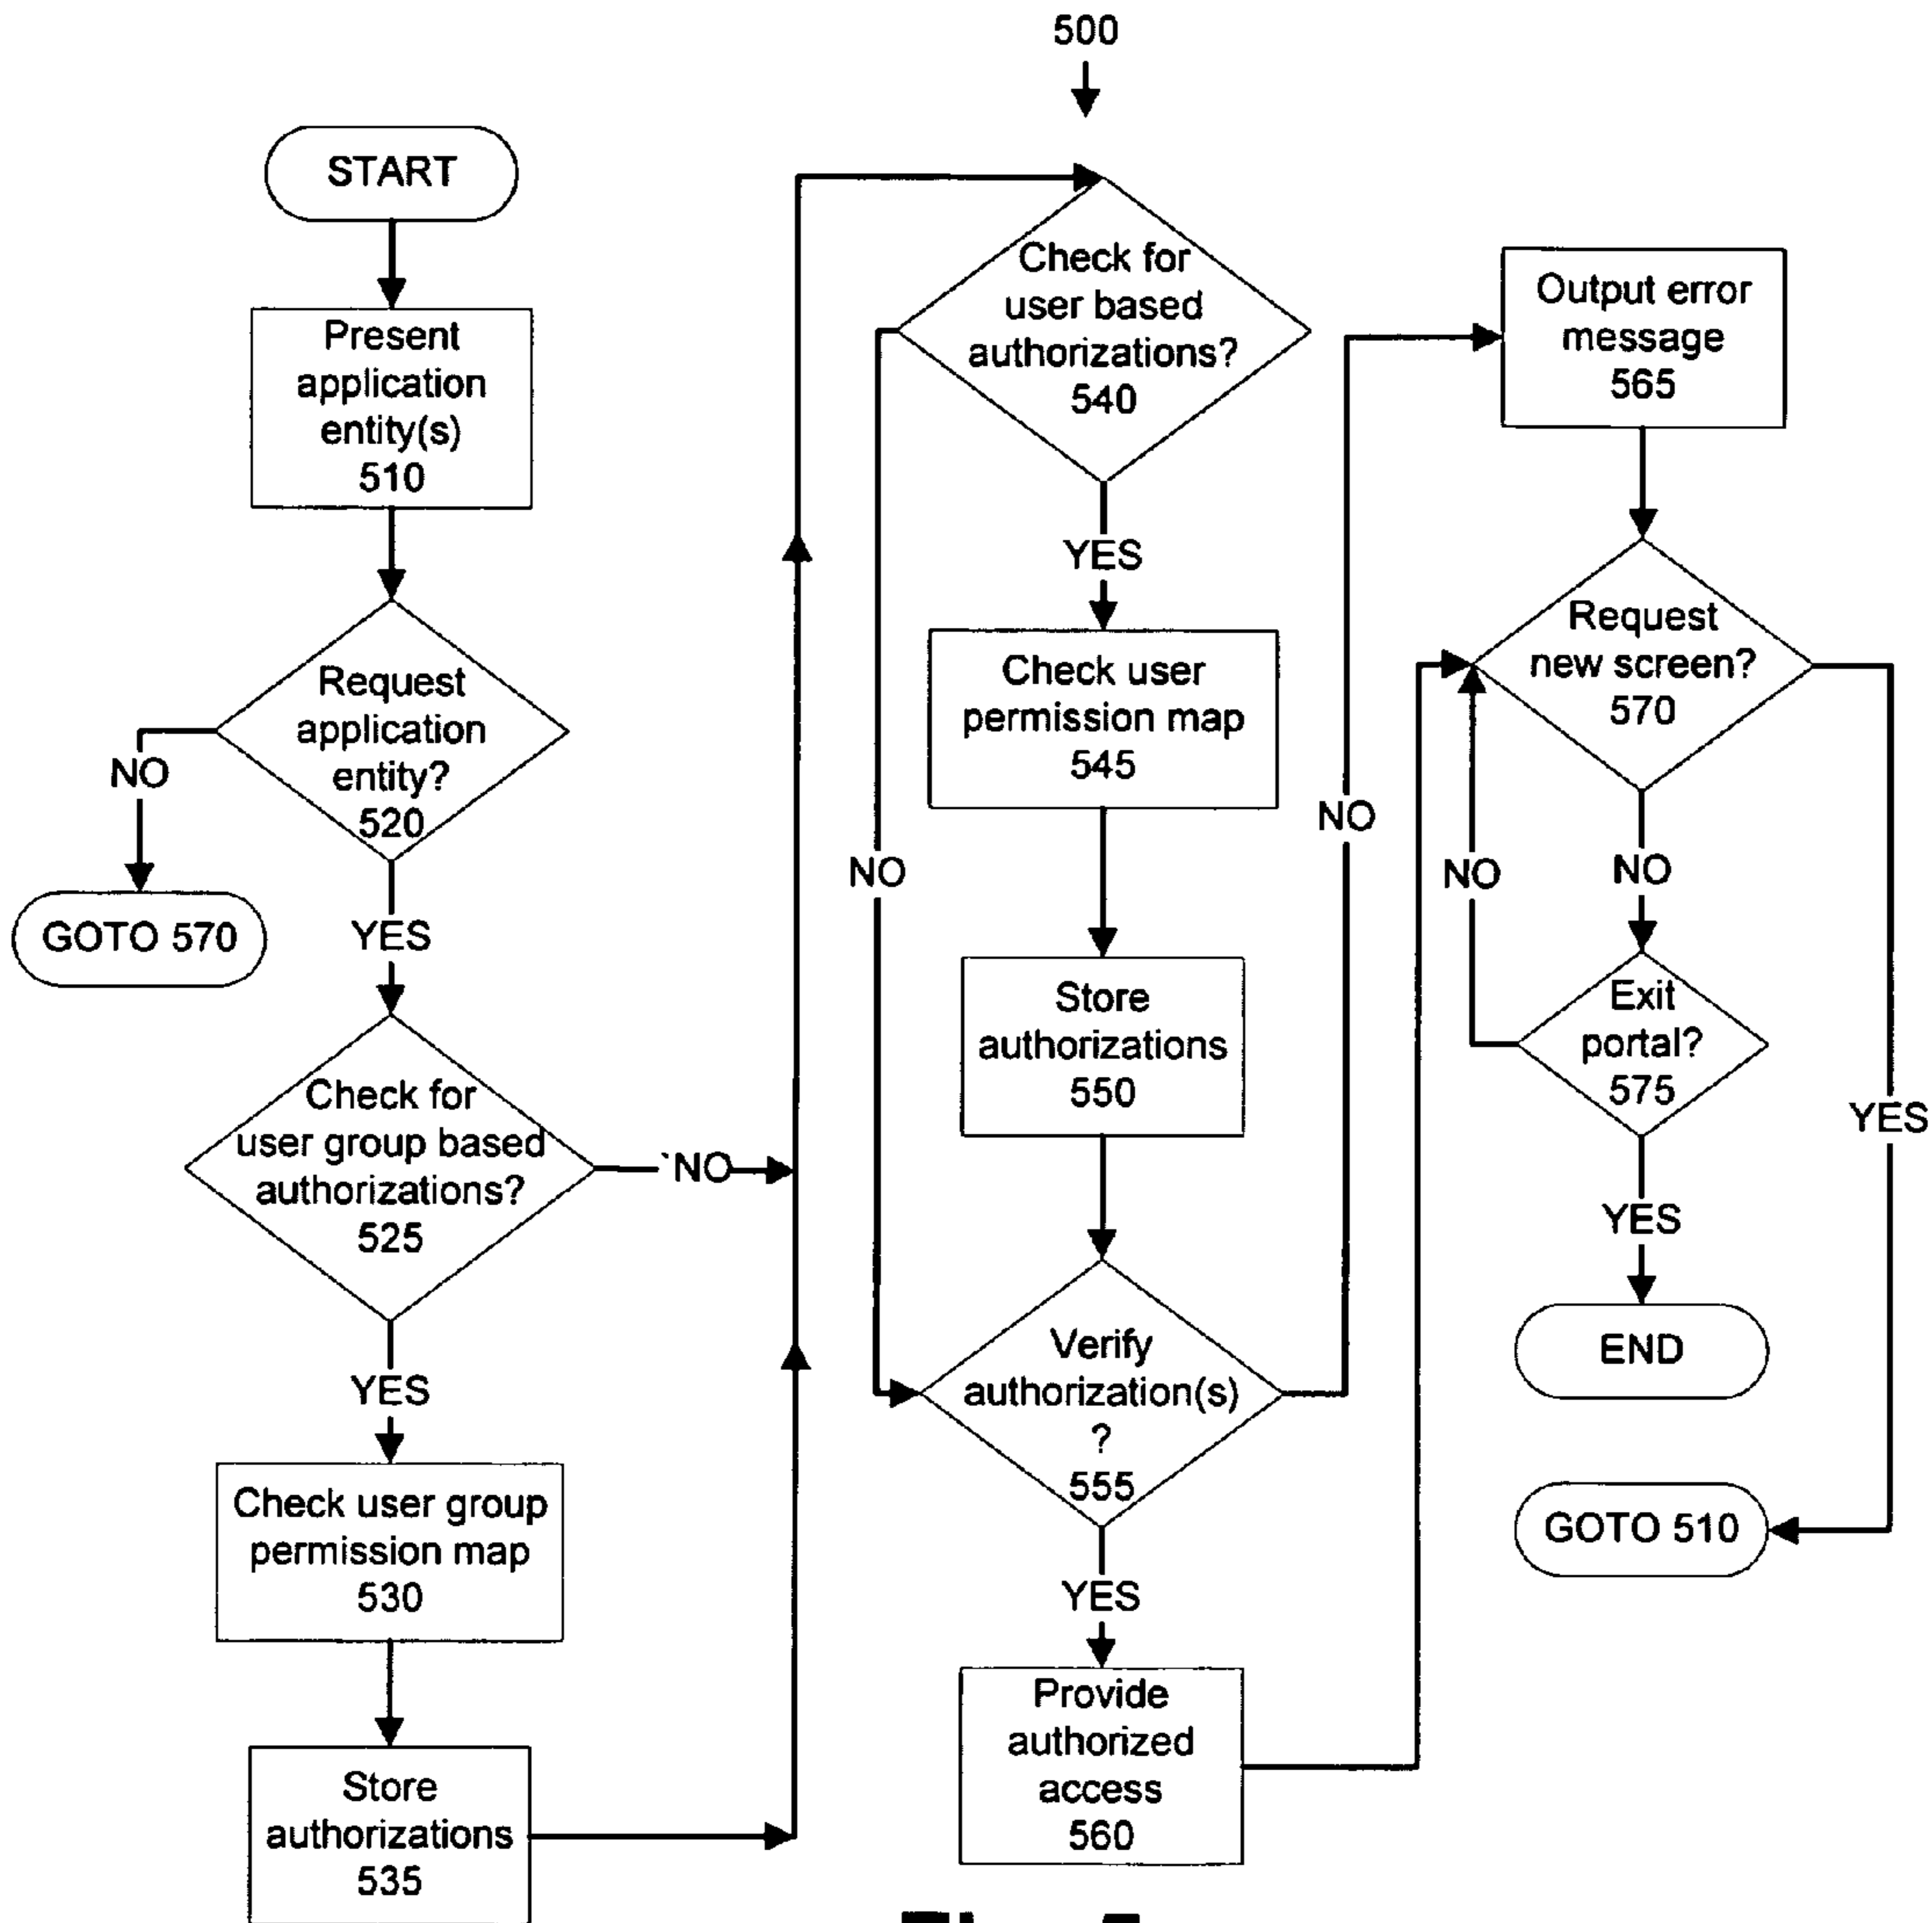 500
START
Present
application
entity(s)
510
Request
application
entity?
520
NO
GOTO 570
YES
Check for
user group based
authorizations?
525
NO
YES
Check user group
permission map
530
Store
authorizations
535
Check for
user based
authorizations?
540
YES
NO
Check user
permission map
545
Store
authorizations
550
Verify
authorization(s)
?
555
NO
YES
Provide
authorized
access
560
Output error
message
565
Request
new screen?
570
NO
NO
YES
Exit
portal?
575
YES
END
GOTO 510